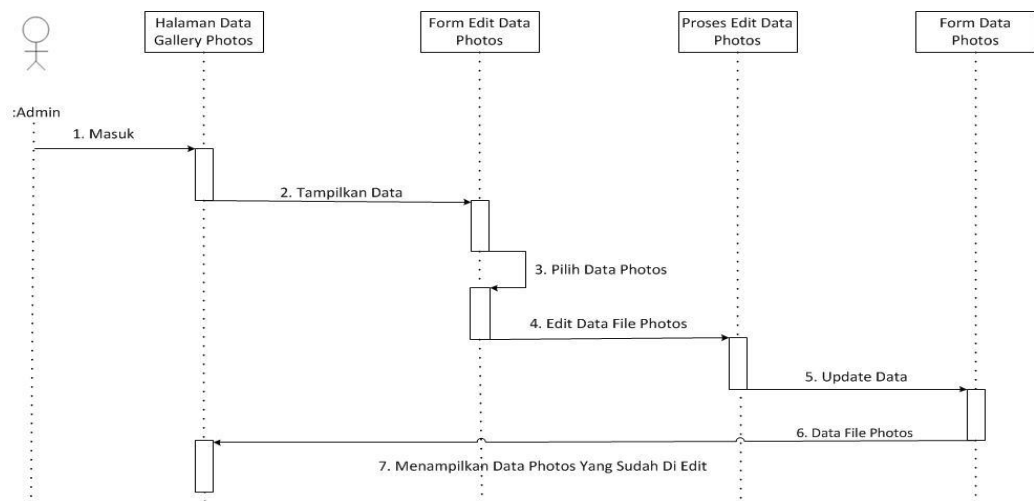 Halaman Data
Gallery Photos
Form Edit Data
Photos
Proses Edit Data
Photos
Form Data
Photos
:Admin
1. Masuk
2. Tampilkan Data
3. Pilih Data Photos
4. Edit Data File Photos
5. Update Data
6. Data File Photos
7. Menampilkan Data Photos Yang Sudah Di Edit